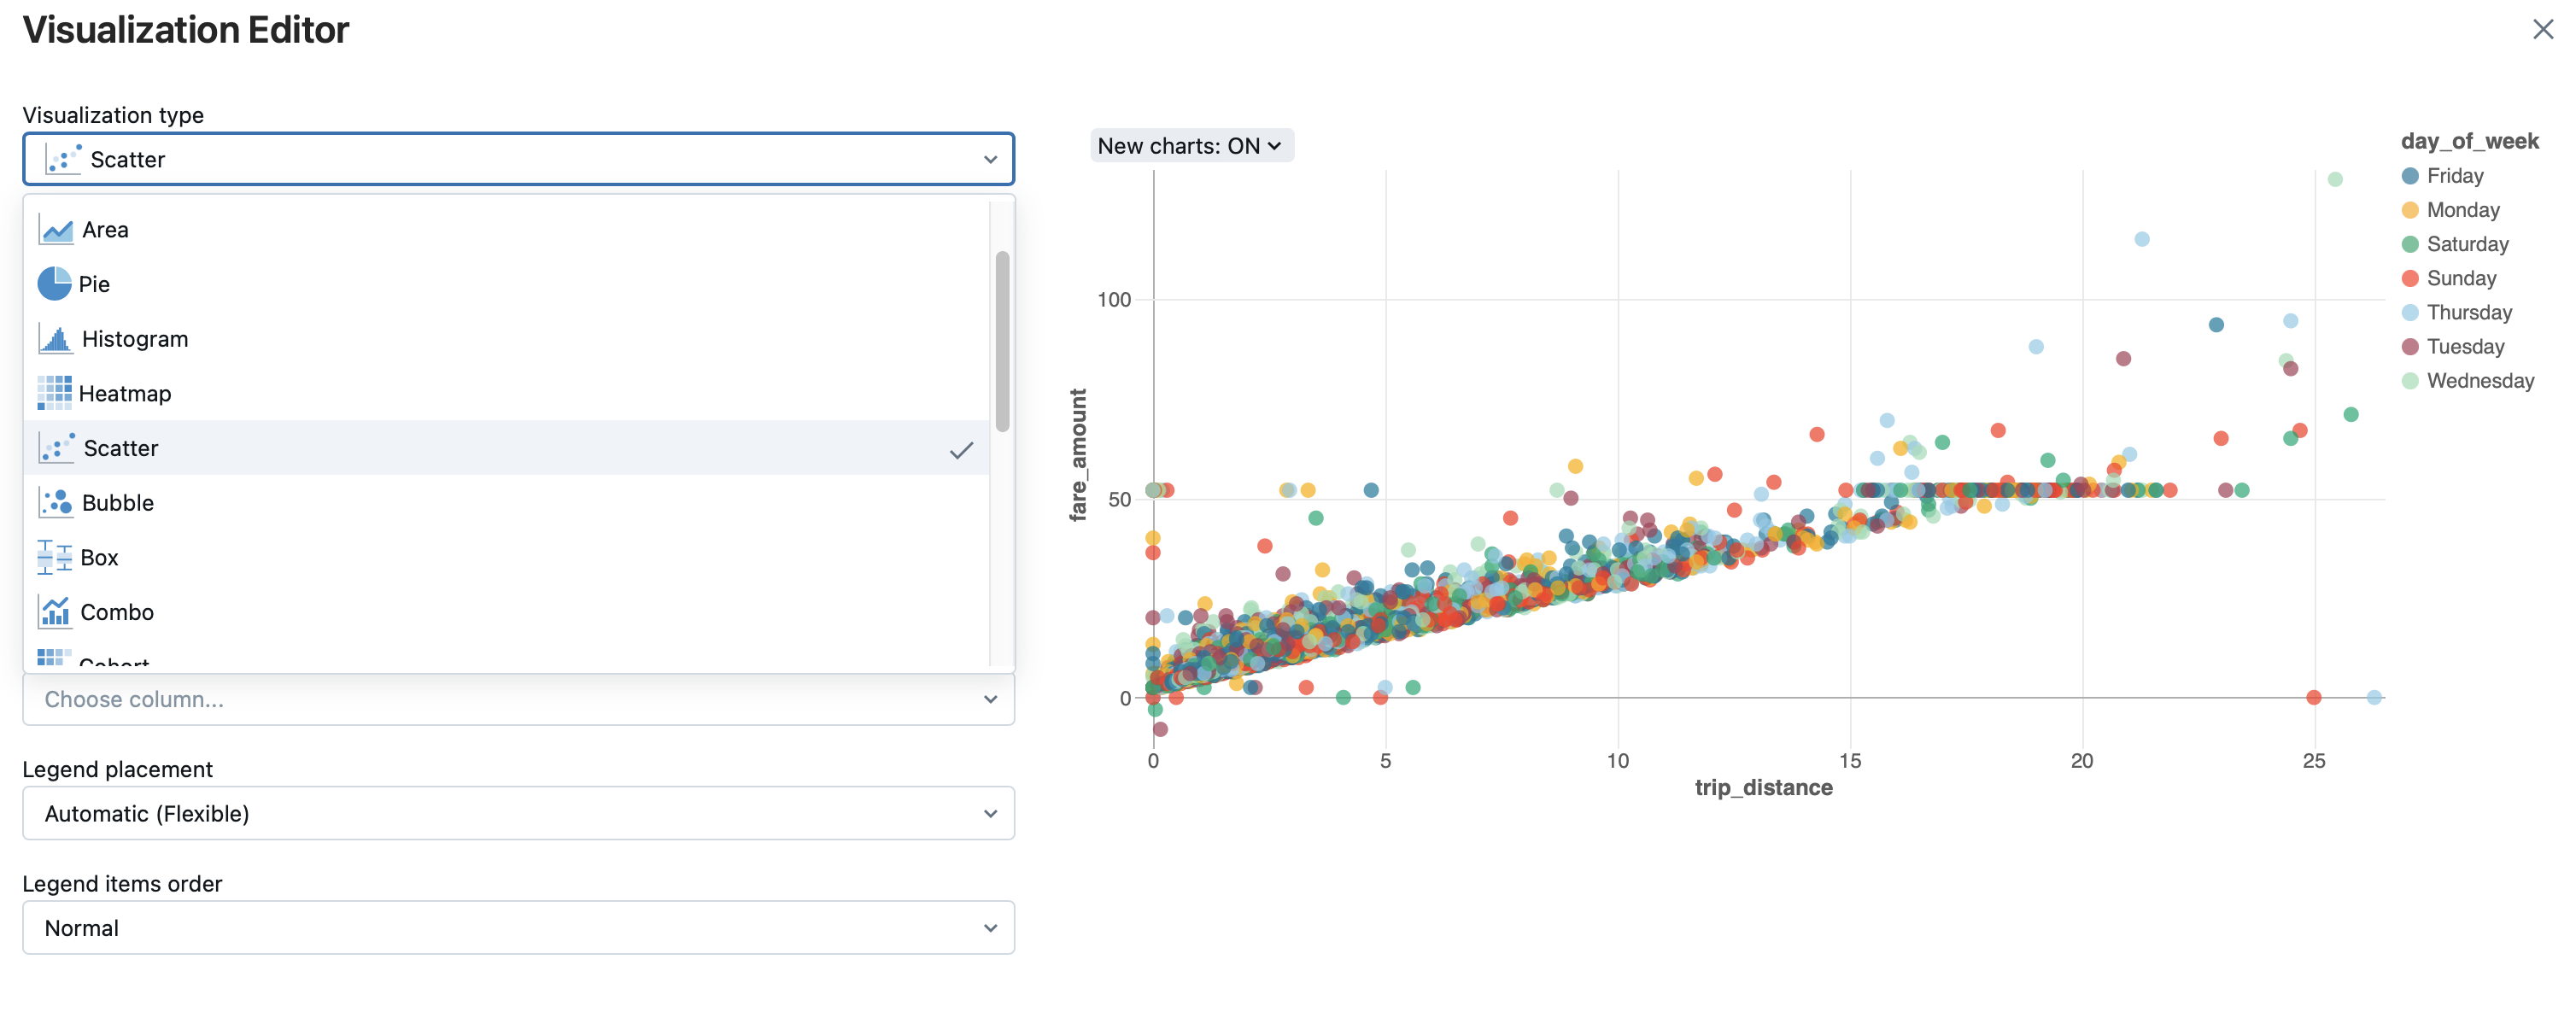 Visualization Editor
Visualization type
Scatter
Area
Pie
Histogram
Heatmap
Scatter
Bubble
Box
Combo
Cohort
Choose column...
Legend placement
Automatic (Flexible)
Legend items order
Normal
New charts: ON
fare_amount
100
50
0
0 5 10 15 20 25
trip_distance
day_of_week
Friday
Monday
Saturday
Sunday
Thursday
Tuesday
Wednesday